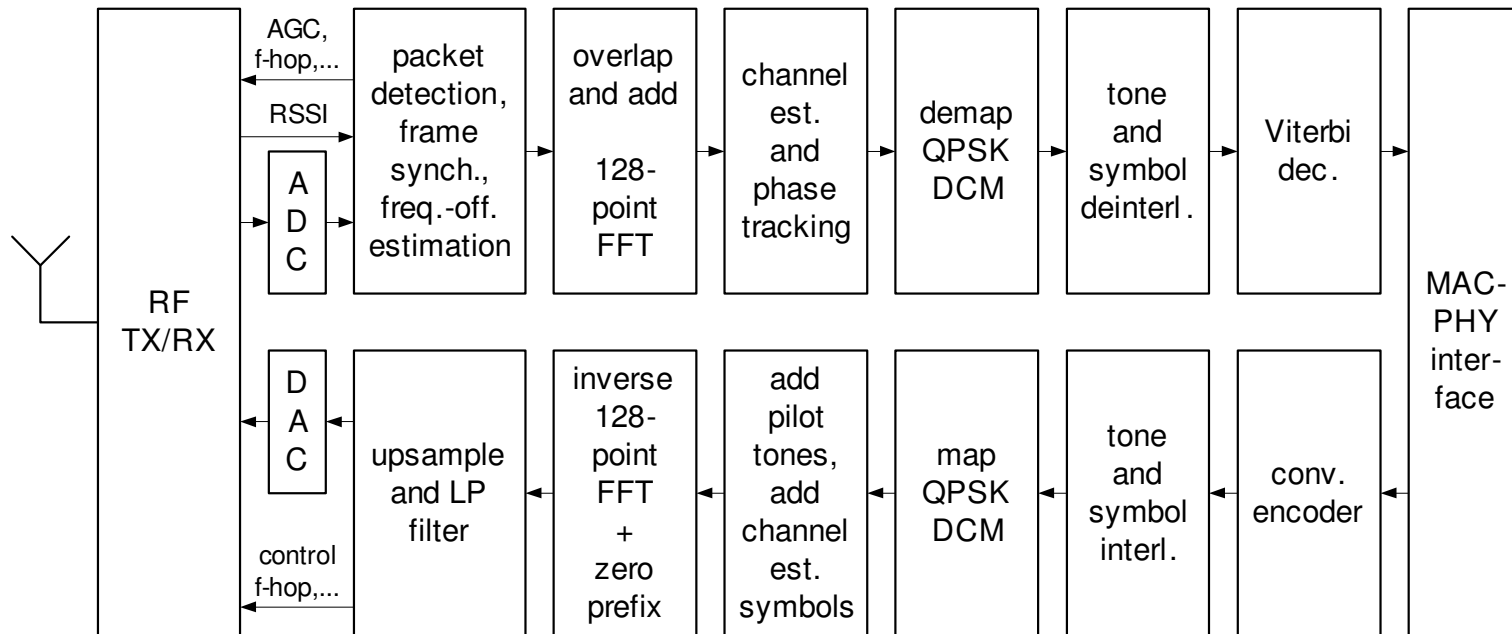 RF
TX/RX
AGC,
f-hop,...
RSSI
A
D
C
packet
detection,
frame
synch.,
freq.-off.
estimation
overlap
and add
128-
point
FFT
channel
est.
and
phase
tracking
demap
QPSK
DCM
tone
and
symbol
deinterl.
Viterbi
dec.
MAC-
PHY
inter-
face
D
A
C
control
f-hop,...
upsample
and LP
filter
inverse
128-
point
FFT
+
zero
prefix
add
pilot
tones,
add
channel
est.
symbols
map
QPSK
DCM
tone
and
symbol
interl.
conv.
encoder